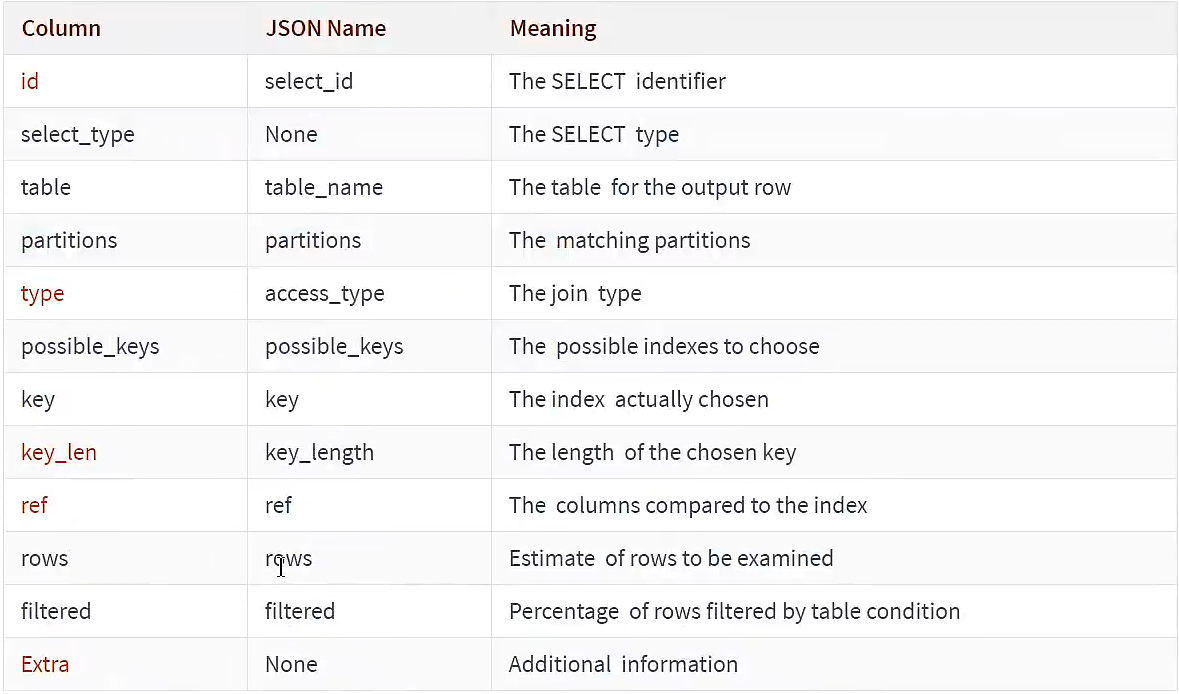 Column JSON Name Meaning
id select_id The SELECT identifier
select_type None The SELECT type
table table_name The table for the output row
partitions partitions The matching partitions
type access_type The join type
possible_keys possible_keys The possible indexes to choose
key key The index actually chosen
key_len key_length The length of the chosen key
ref ref The columns compared to the index
rows rows Estimate of rows to be examined
filtered filtered Percentage of rows filtered by table condition
Extra None Additional information